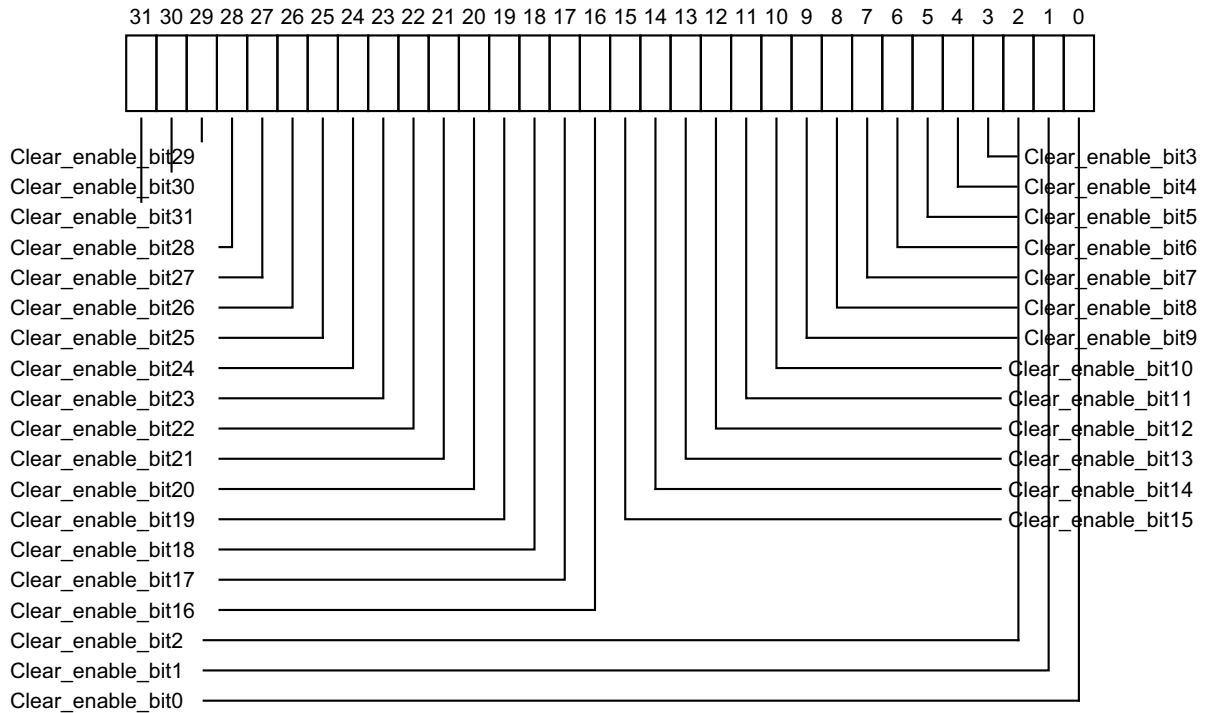 31 30 29 28 27 26 25 24 23 22 21 20 19 18 17 16 15 14 13 12 11 10 9 8 7 6 5 4 3 2 1 0
Clear_enable_bit29 Clear_enable_bit3
Clear_enable_bit30 Clear_enable_bit4
Clear_enable_bit31 Clear_enable_bit5
Clear_enable_bit28 Clear_enable_bit6
Clear_enable_bit27 Clear_enable_bit7
Clear_enable_bit26 Clear_enable_bit8
Clear_enable_bit25 Clear_enable_bit9
Clear_enable_bit24 Clear_enable_bit10
Clear_enable_bit23 Clear_enable_bit11
Clear_enable_bit22 Clear_enable_bit12
Clear_enable_bit21 Clear_enable_bit13
Clear_enable_bit20 Clear_enable_bit14
Clear_enable_bit19 Clear_enable_bit15
Clear_enable_bit18
Clear_enable_bit17
Clear_enable_bit16
Clear_enable_bit2
Clear_enable_bit1
Clear_enable_bit0